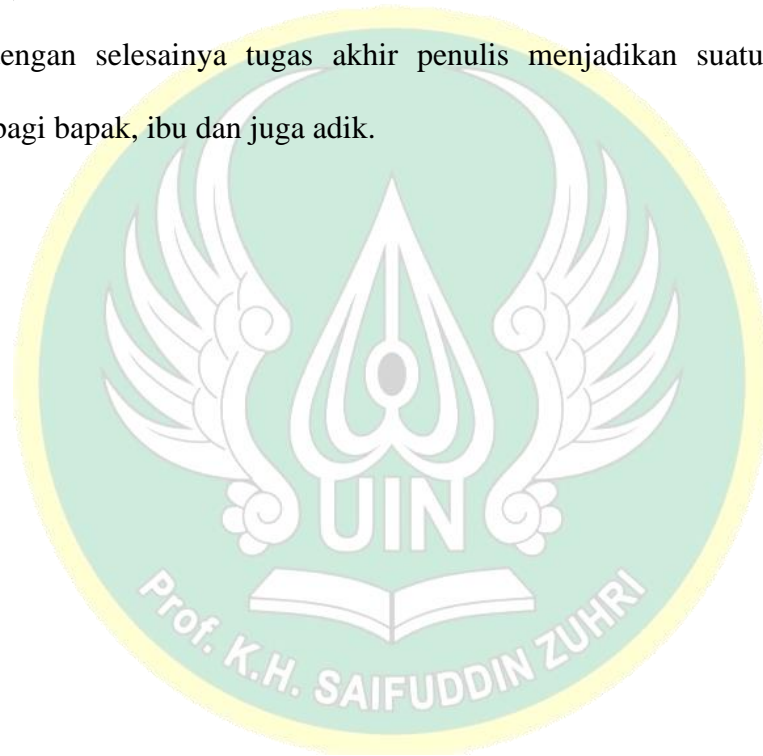 engan selesainya tugas akhir penulis menjadikan suatu
bagi bapak, ibu dan juga adik.
UIN
Prof. K.H. SAIFUDDIN ZUHRI